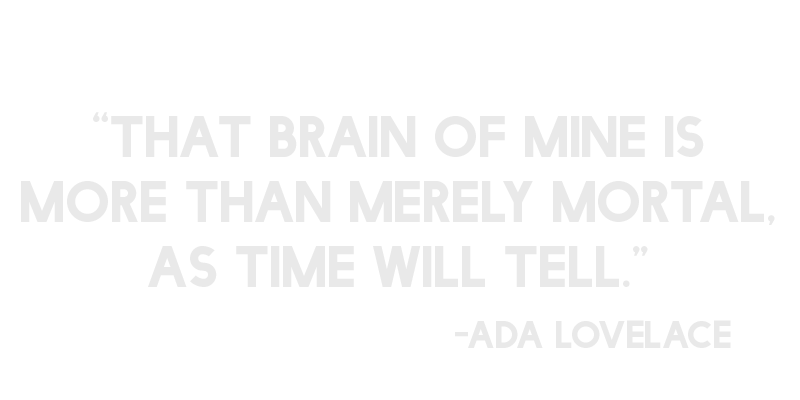 “THAT BRAIN OF MINE IS
MORE THAN MERELY MORTAL,
AS TIME WILL TELL.”
-ADA LOVELACE